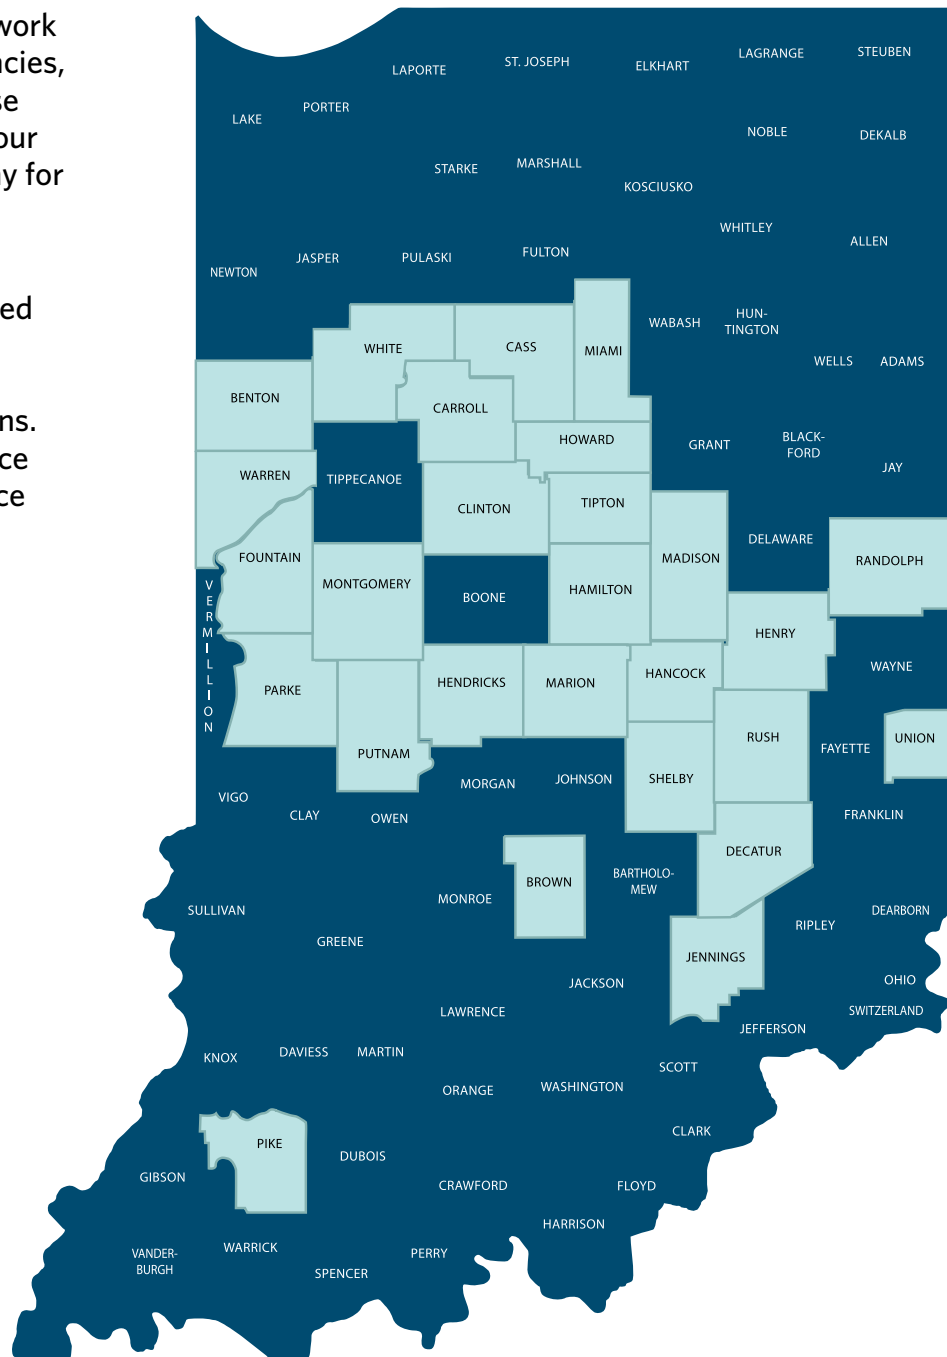 work
ncies,
se
our
ay for
ed
ns.
ce
ce
LAGRANGE
STEUBEN
LAPORTE
ST. JOSEPH
ELKHART
PORTER
LAKE
NOBLE
DEKALB
STARKE
MARSHALL
KOSCIUSKO
WHITLEY
ALLEN
NEWTON
JASPER
PULASKI
FULTON
WABASH
HUN-
TINGTON
WHITE
CASS
MIAMI
WELLS
ADAMS
BENTON
CARROLL
HOWARD
GRANT
BLACK-
FORD
JAY
WARREN
TIPPECANOE
CLINTON
TIPTON
FOUNTAIN
MONTGOMERY
BOONE
HAMILTON
MADISON
DELAWARE
RANDOLPH
VERMILLION
HENRY
WAYNE
PARKE
HENDRICKS
MARION
HANCOCK
PUTNAM
RUSH
FAYETTE
UNION
MORGAN
JOHNSON
SHELBY
VIGO
CLAY
OWEN
FRANKLIN
DECATUR
BROWN
BARTHOLO-
MEW
MONROE
SULLIVAN
GREENE
RIPLEY
DEARBORN
JENNINGS
JACKSON
OHIO
LAWRENCE
SWITZERLAND
JEFFERSON
KNOX
DAVIESS
MARTIN
SCOTT
ORANGE
WASHINGTON
CLARK
PIKE
DUBOIS
GIBSON
CRAWFORD
FLOYD
HARRISON
VANDER-
BURGH
WARRICK
PERRY
SPENCER